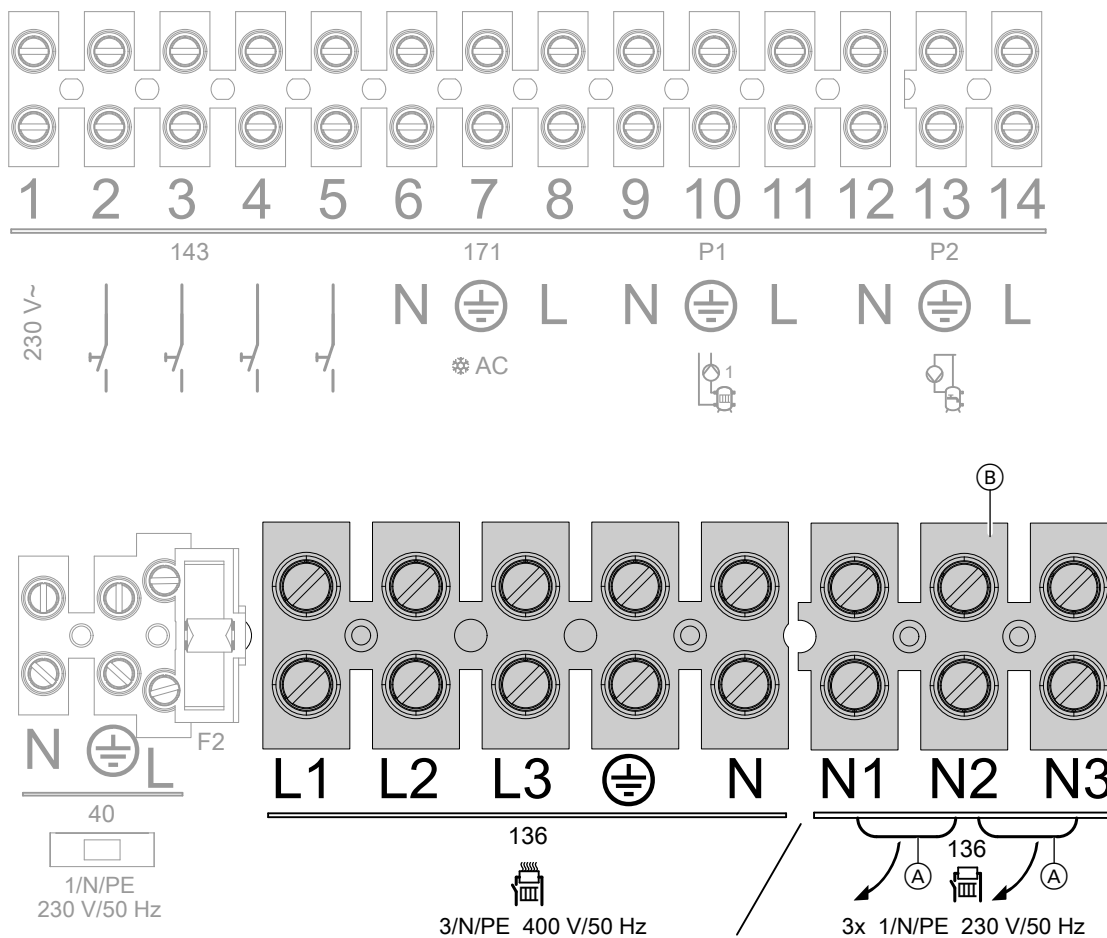 1 2 3 4 5 6 7 8 9 10 11 12 13 14
143 171 P1 P2
230 V~ N L N L N L
AC
1
B
F2
N L
L1 L2 L3 N N1 N2 N3
40
136 136
A A
1/N/PE
230 V/50 Hz
3/N/PE 400 V/50 Hz 3x 1/N/PE 230 V/50 Hz